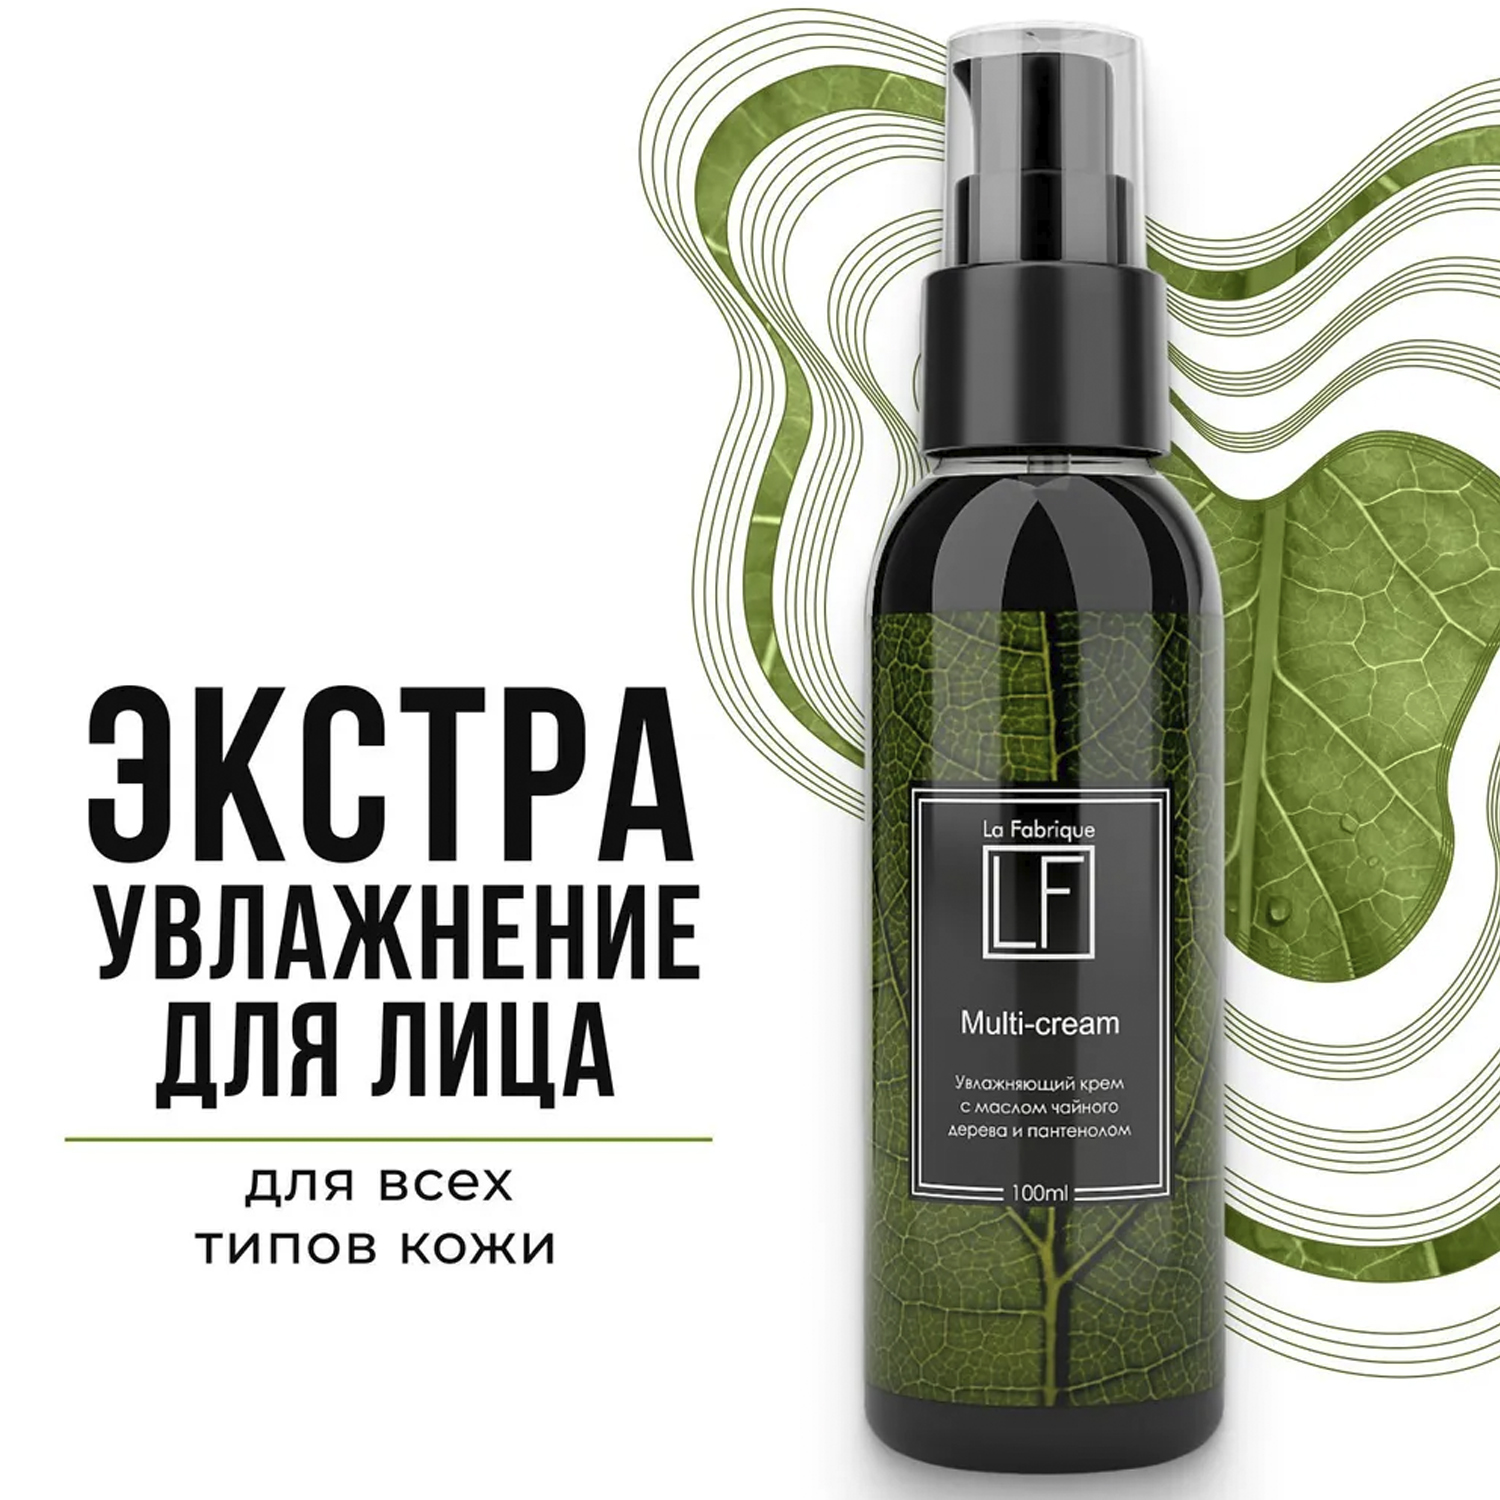 ЭКСТРА
УВЛАЖНЕНИЕ
ДЛЯ ЛИЦА
для всех
типов кожи
La Fabrique
LF
Multi-cream
Увлажняющий крем
с маслом чайного
дерева и пантенолом
100ml